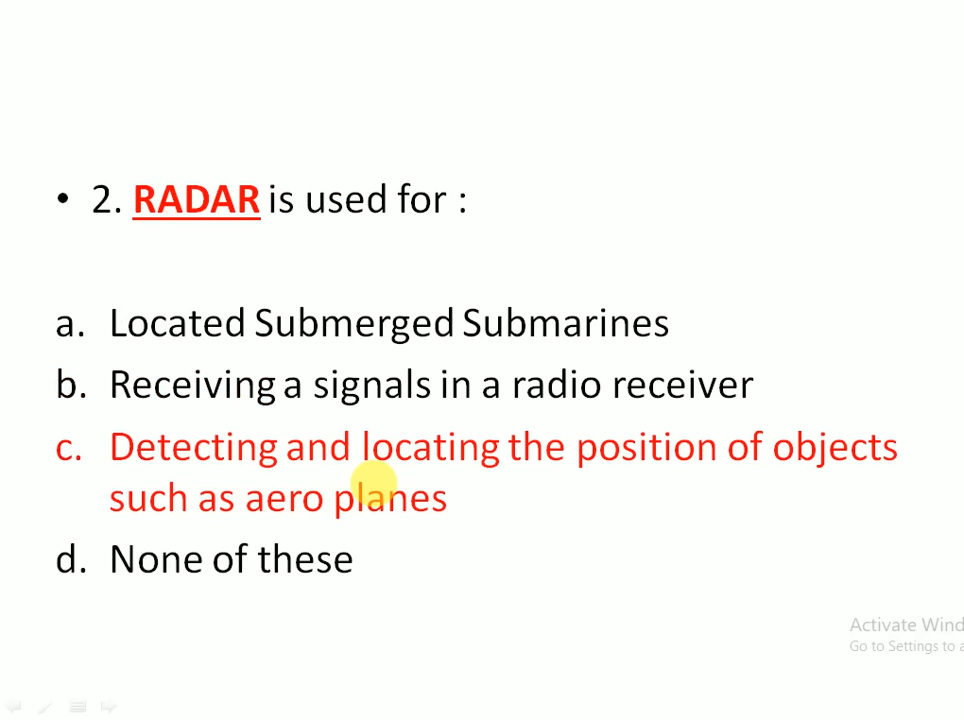 • 2. RADAR is used for :
a. Located Submerged Submarines
b. Receiving a signals in a radio receiver
c. Detecting and locating the position of objects
such as aero planes
d. None of these
Activate Wind
Go to Settings to a